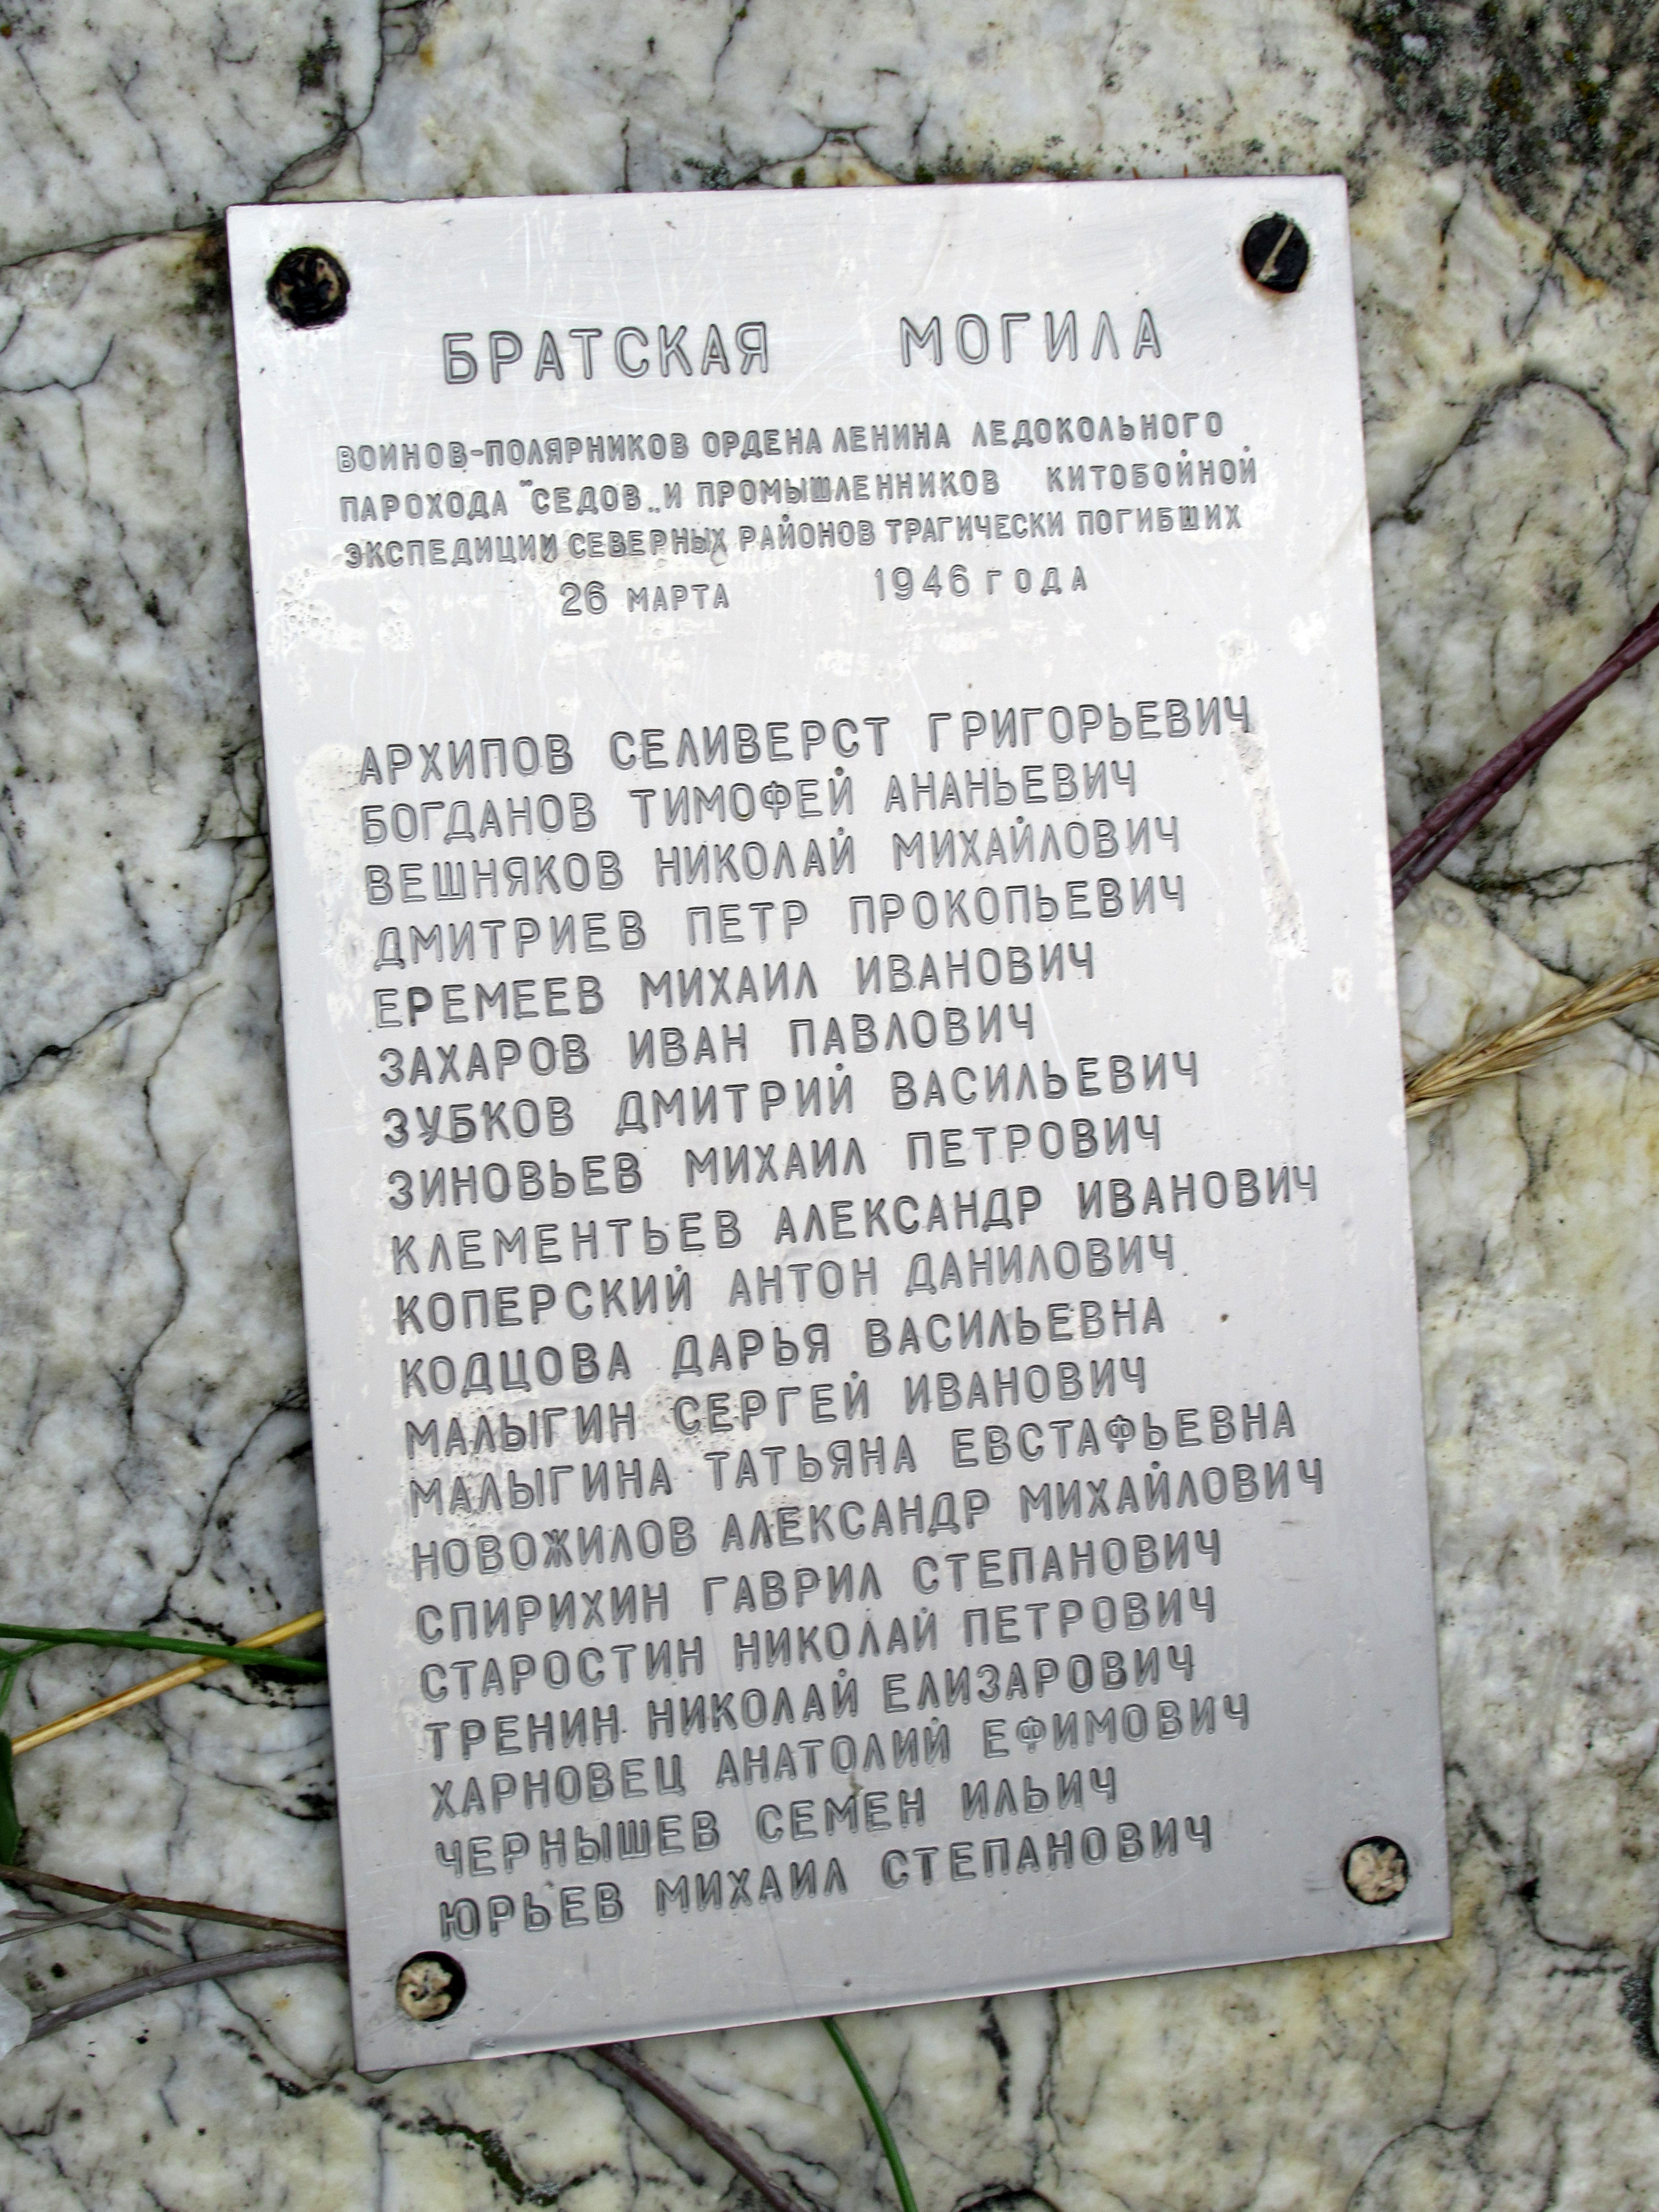 БРАТСКАЯ МОГИЛА
ВОИНОВ-ПОЛЯРНИКОВ ОРДЕНА ЛЕНИНА ЛЕДОКОЛЬНОГО
ПАРОХОДА "СЕДОВ„ И ПРОМЫШЛЕННИКОВ КИТОБОЙНОЙ
ЭКСПЕДИЦИИ СЕВЕРНЫХ РАЙОНОВ ТРАГИЧЕСКИ ПОГИБШИХ
26 МАРТА 1946 ГОДА
АРХИПОВ СЕЛИВЕРСТ ГРИГОРЬЕВИЧ
БОГДАНОВ ТИМОФЕЙ АНАНЬЕВИЧ
ВЕШНЯКОВ НИКОЛАЙ МИХАЙЛОВИЧ
ДМИТРИЕВ ПЕТР ПРОКОПЬЕВИЧ
ЕРЕМЕЕВ МИХАИЛ ИВАНОВИЧ
ЗАХАРОВ ИВАН ПАВЛОВИЧ
ЗУБКОВ ДМИТРИЙ ВАСИЛЬЕВИЧ
ЗИНОВЬЕВ МИХАИЛ ПЕТРОВИЧ
КЛЕМЕНТЬЕВ АЛЕКСАНДР ИВАНОВИЧ
КОПЕРСКИЙ АНТОН ДАНИЛОВИЧ
КОДЦОВА ДАРЬЯ ВАСИЛЬЕВНА
МАЛЫГИН СЕРГЕЙ ИВАНОВИЧ
МАЛЫГИНА ТАТЬЯНА ЕВСТАФЬЕВНА
НОВОЖИЛОВ АЛЕКСАНДР МИХАЙЛОВИЧ
СПИРИХИН ГАВРИЛ СТЕПАНОВИЧ
СТАРОСТИН НИКОЛАЙ ПЕТРОВИЧ
ТРЕНИН НИКОЛАЙ ЕЛИЗАРОВИЧ
ХАРНОВЕЦ АНАТОЛИЙ ЕФИМОВИЧ
ЧЕРНЫШЕВ СЕМЕН ИЛЬИЧ
ЮРЬЕВ МИХАИЛ СТЕПАНОВИЧ